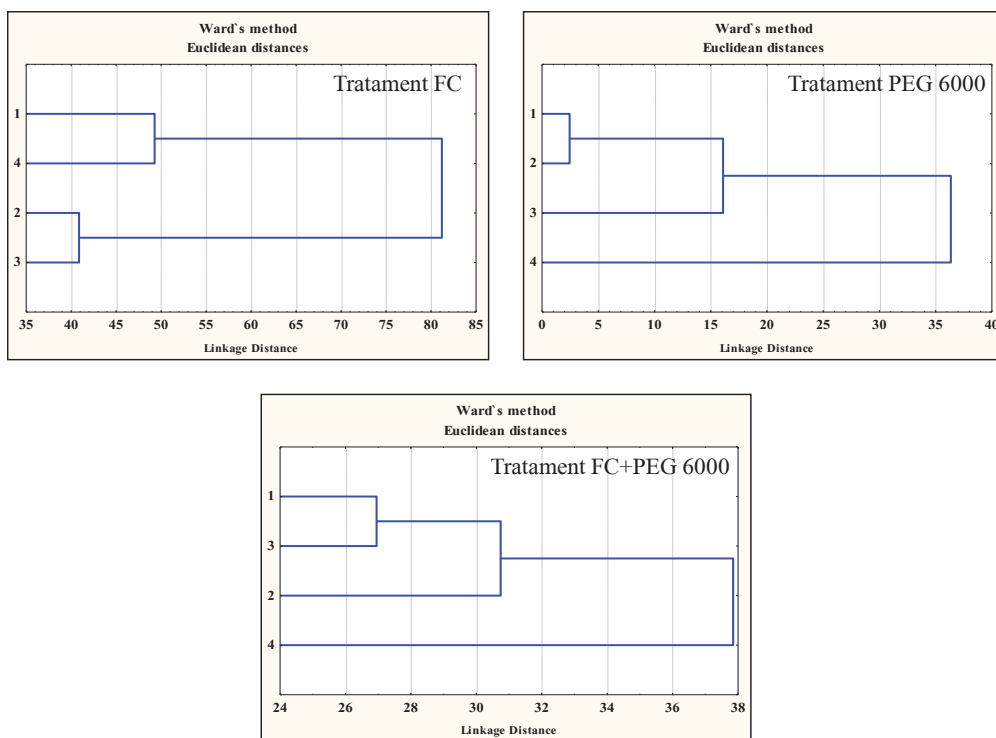 Ward`s method
Euclidean distances
Tratament FC
1
4
2
3
35 40 45 50 55 60 65 70 75 80 85
Linkage Distance
Ward`s method
Euclidean distances
Tratament PEG 6000
1
2
3
4
0 5 10 15 20 25 30 35 40
Linkage Distance
Ward`s method
Euclidean distances
Tratament FC+PEG 6000
1
3
2
4
24 26 28 30 32 34 36 38
Linkage Distance